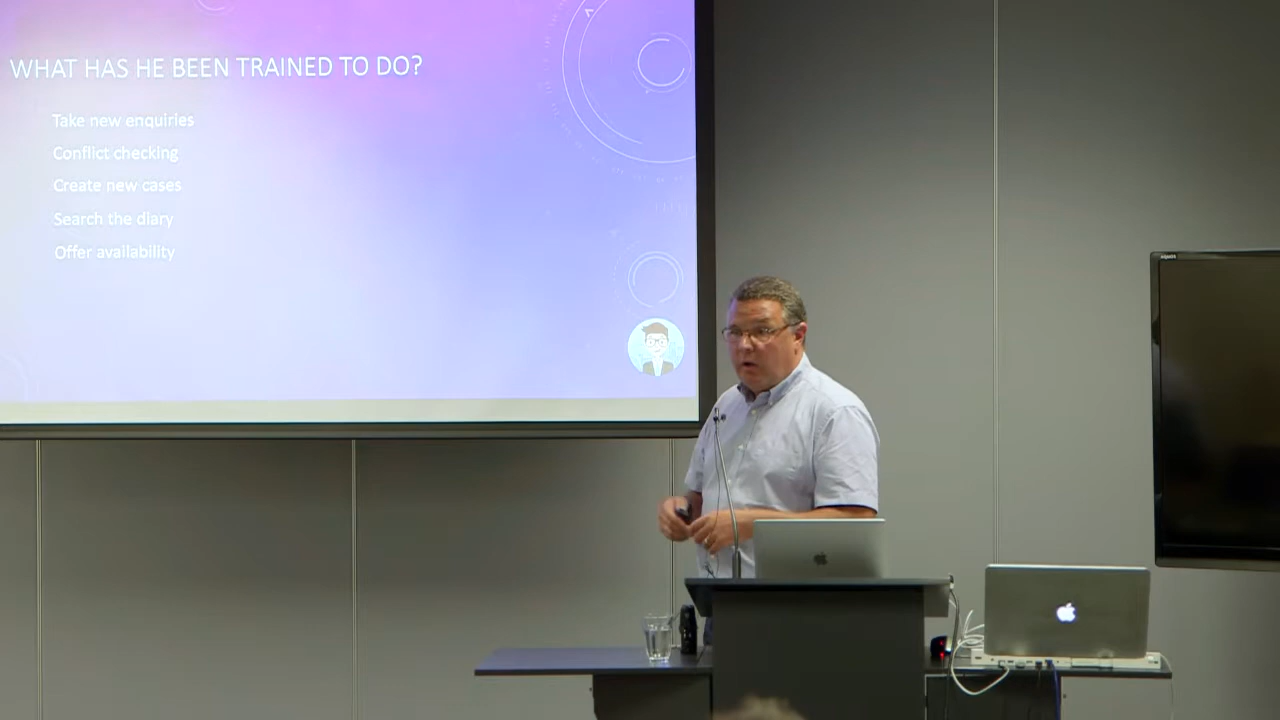 WHAT HAS HE BEEN TRAINED TO DO?
Take new enquiries
Conflict checking
Create new cases
Search the diary
Offer availability